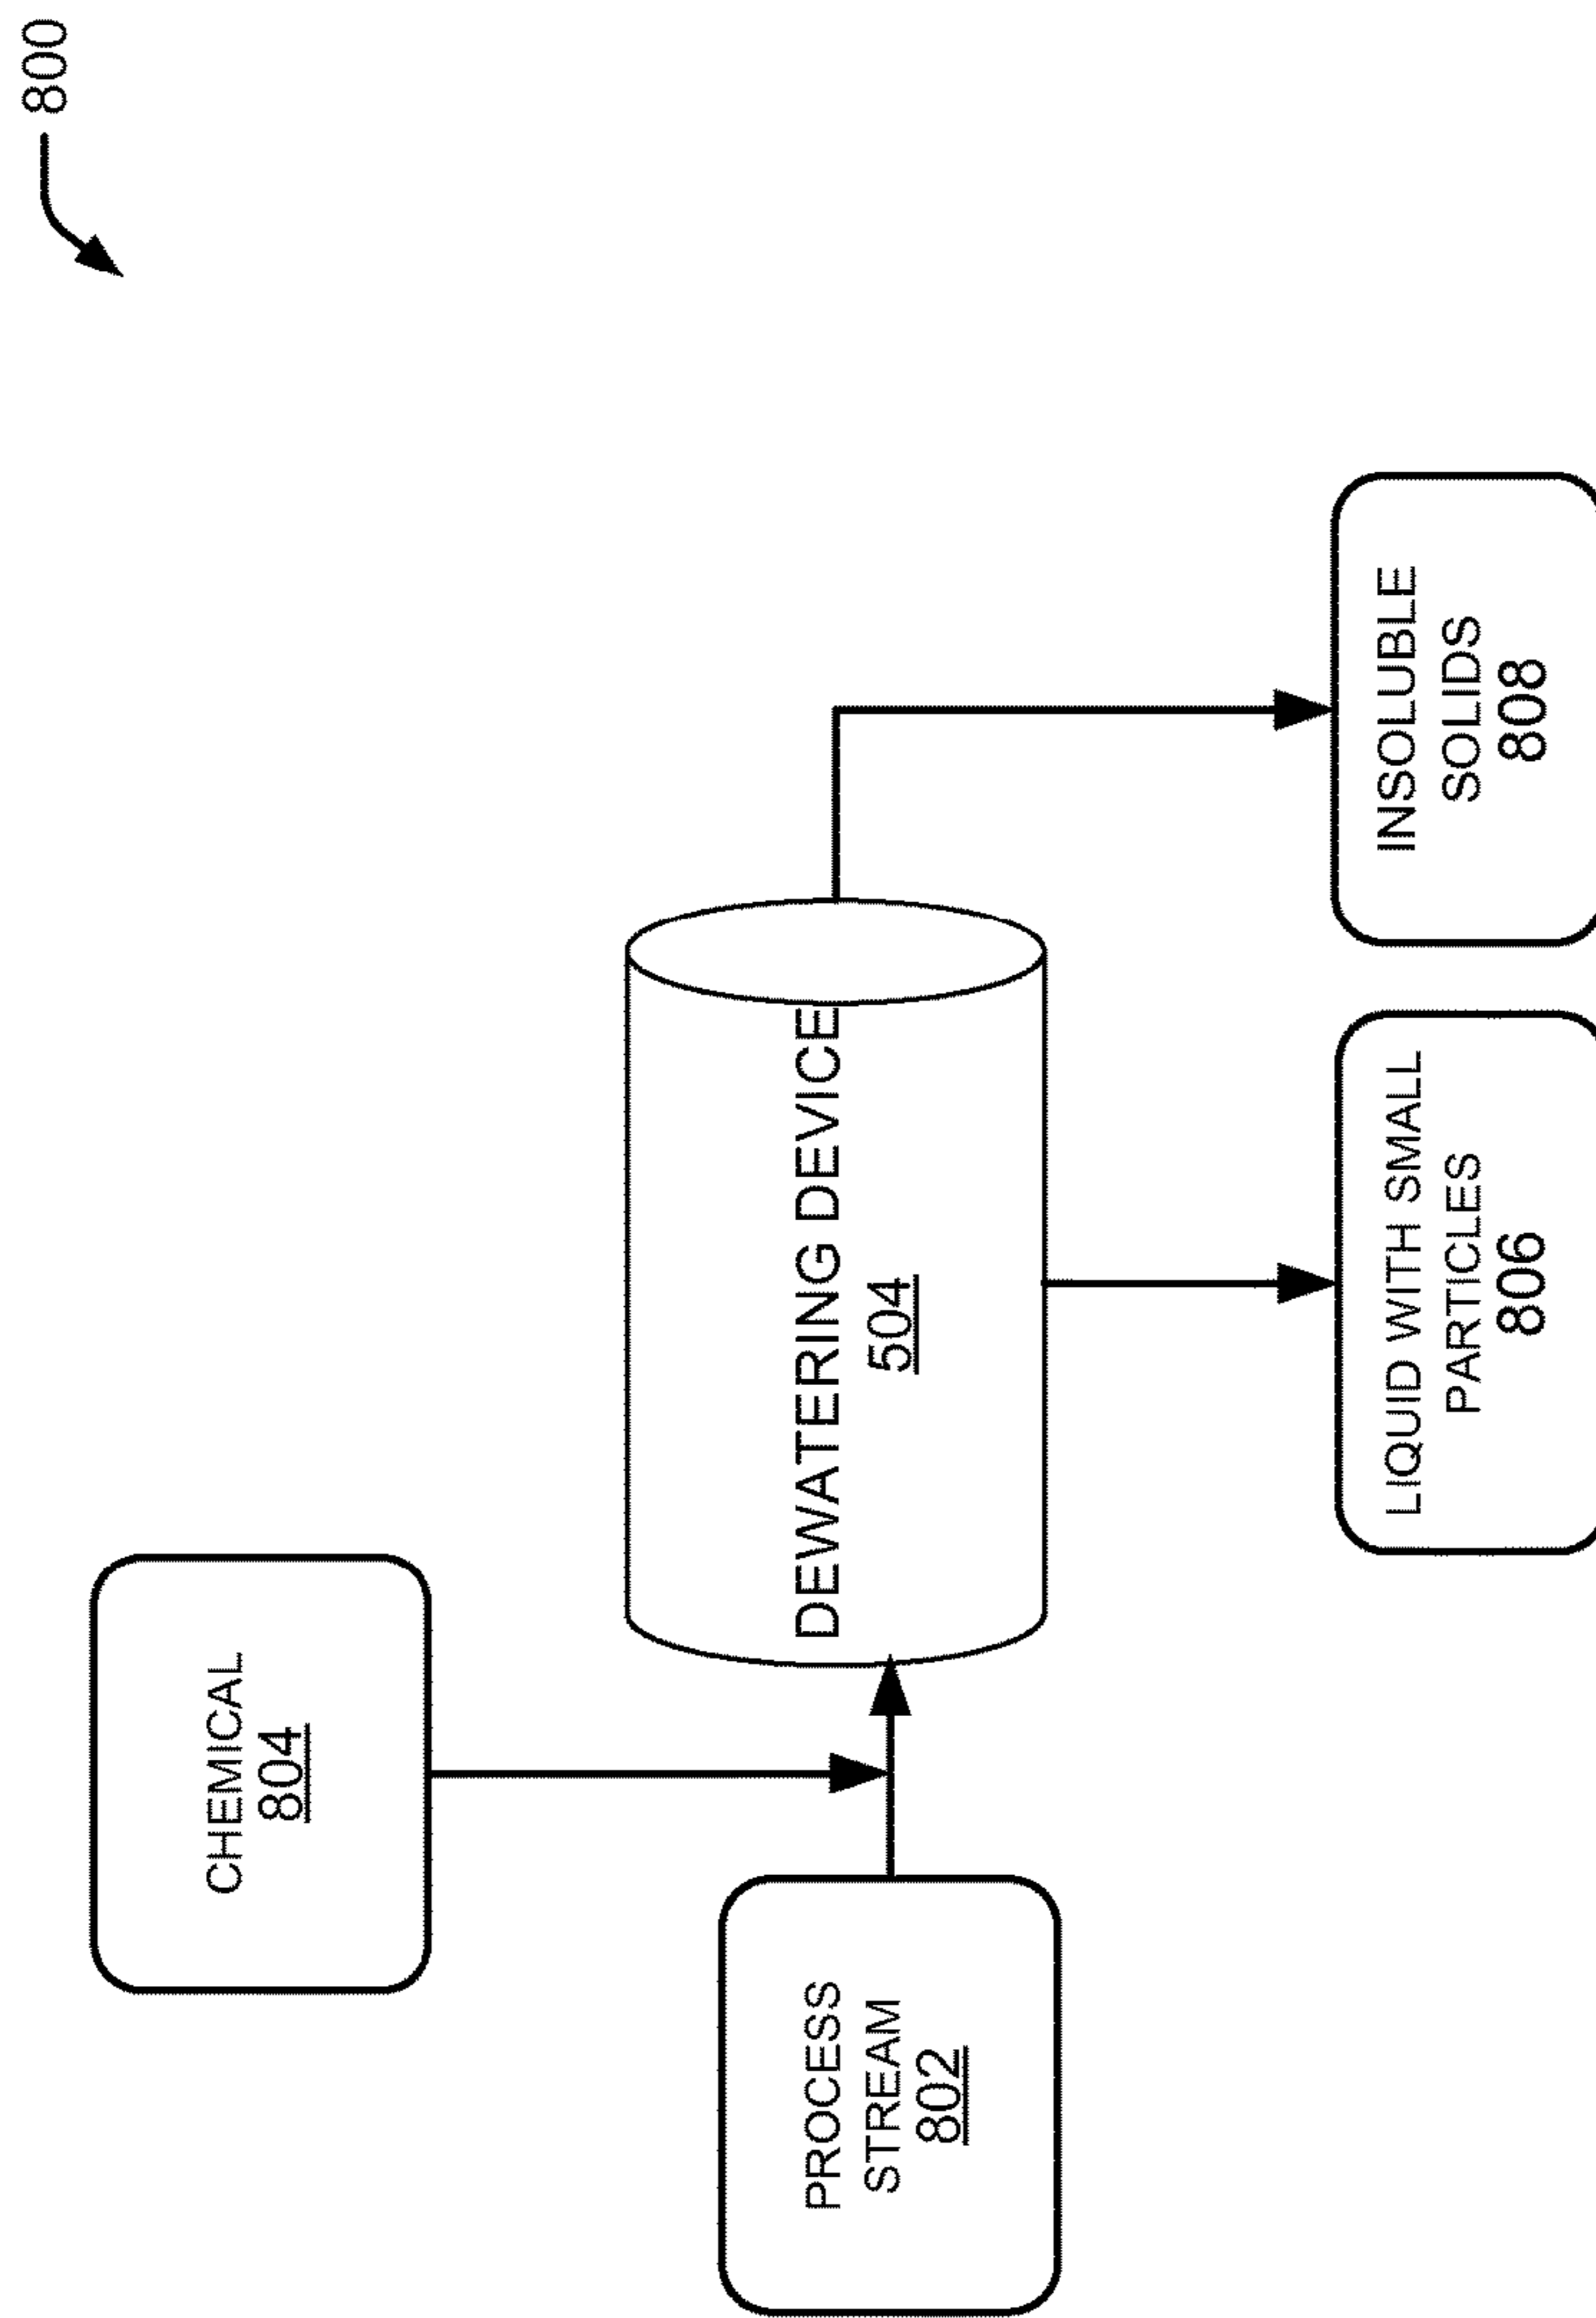 800
CHEMICAL
804
PROCESS
STREAM
802
DEWATERING DEVICE
504
LIQUID WITH SMALL
PARTICLES
806
INSOLUBLE
SOLIDS
808